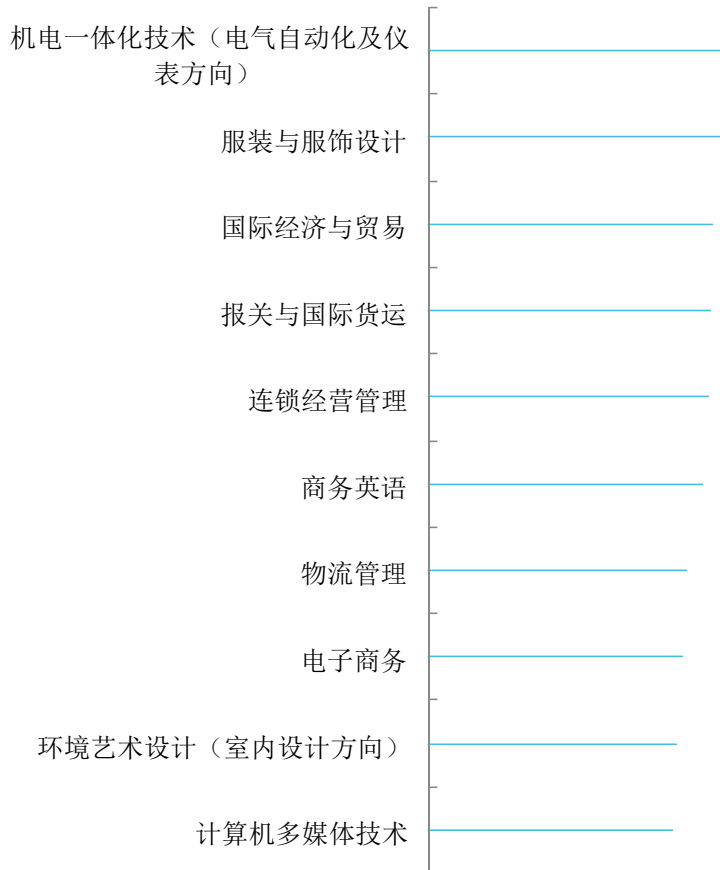 机电一体化技术（电气自动化及仪
表方向）
服装与服饰设计
国际经济与贸易
报关与国际货运
连锁经营管理
商务英语
物流管理
电子商务
环境艺术设计（室内设计方向）
计算机多媒体技术